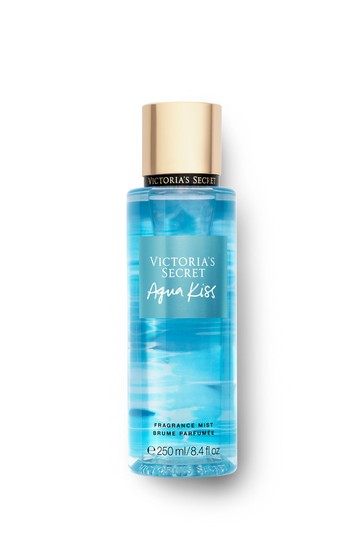 VICTORIA'S SECRET
VICTORIA'S
SECRET
Aqua Kiss
FRAGRANCE MIST
BRUME PARFUMÉE
℮ 250 ml/8.4 fl oz